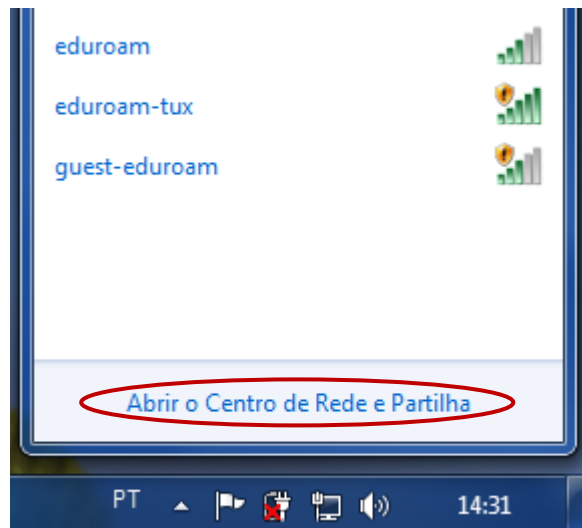 eduroam
eduroam-tux
guest-eduroam
Abrir o Centro de Rede e Partilha
PT 14:31